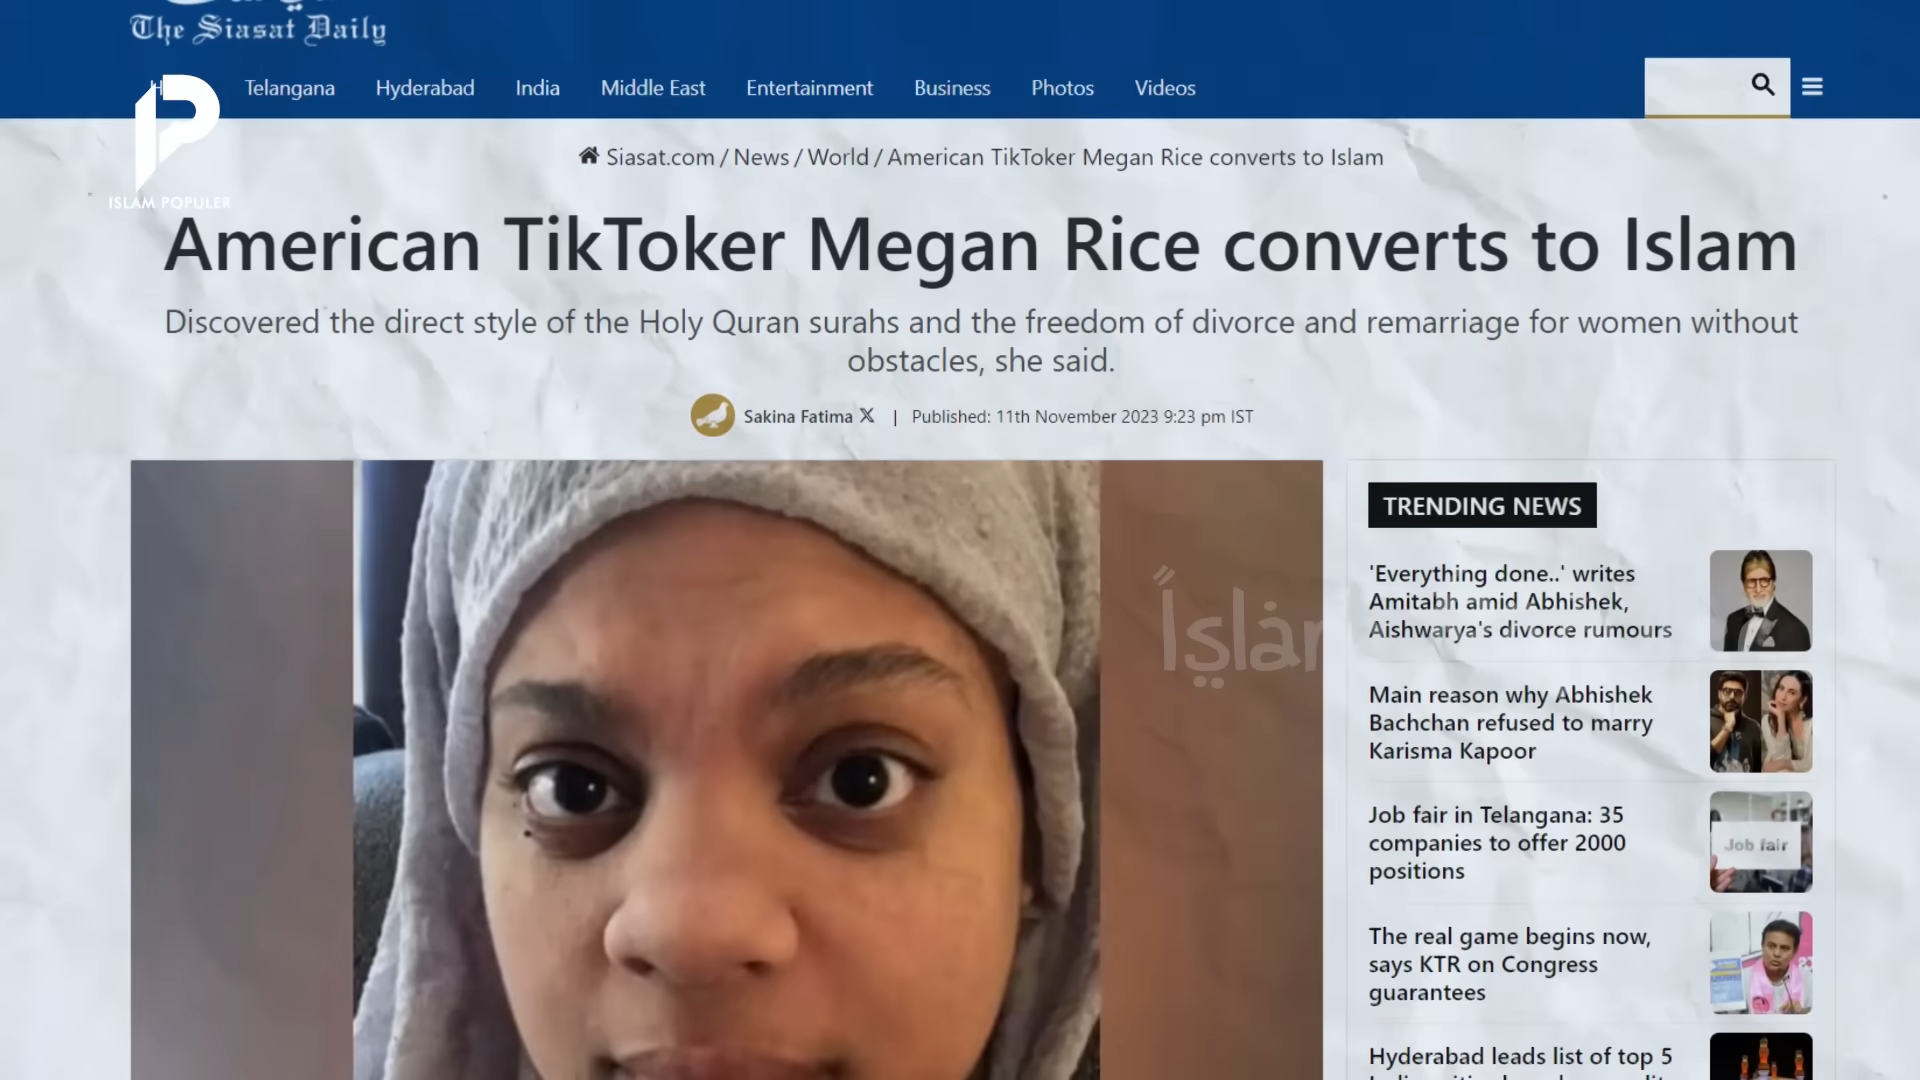 The Siasat Daily
Telangana
Hyderabad
India
Middle East
Entertainment
Business
Photos
Videos
ISLAM POPULER
Siasat.com / News / World / American TikToker Megan Rice converts to Islam
American TikToker Megan Rice converts to Islam
Discovered the direct style of the Holy Quran surahs and the freedom of divorce and remarriage for women without
obstacles, she said.
Sakina Fatima X | Published: 11th November 2023 9:23 pm IST
TRENDING NEWS
'Everything done..' writes
Amitabh amid Abhishek,
Aishwarya's divorce rumours
Main reason why Abhishek
Bachchan refused to marry
Karisma Kapoor
Job fair in Telangana: 35
companies to offer 2000
positions
Job fair
The real game begins now,
says KTR on Congress
guarantees
Hyderabad leads list of top 5